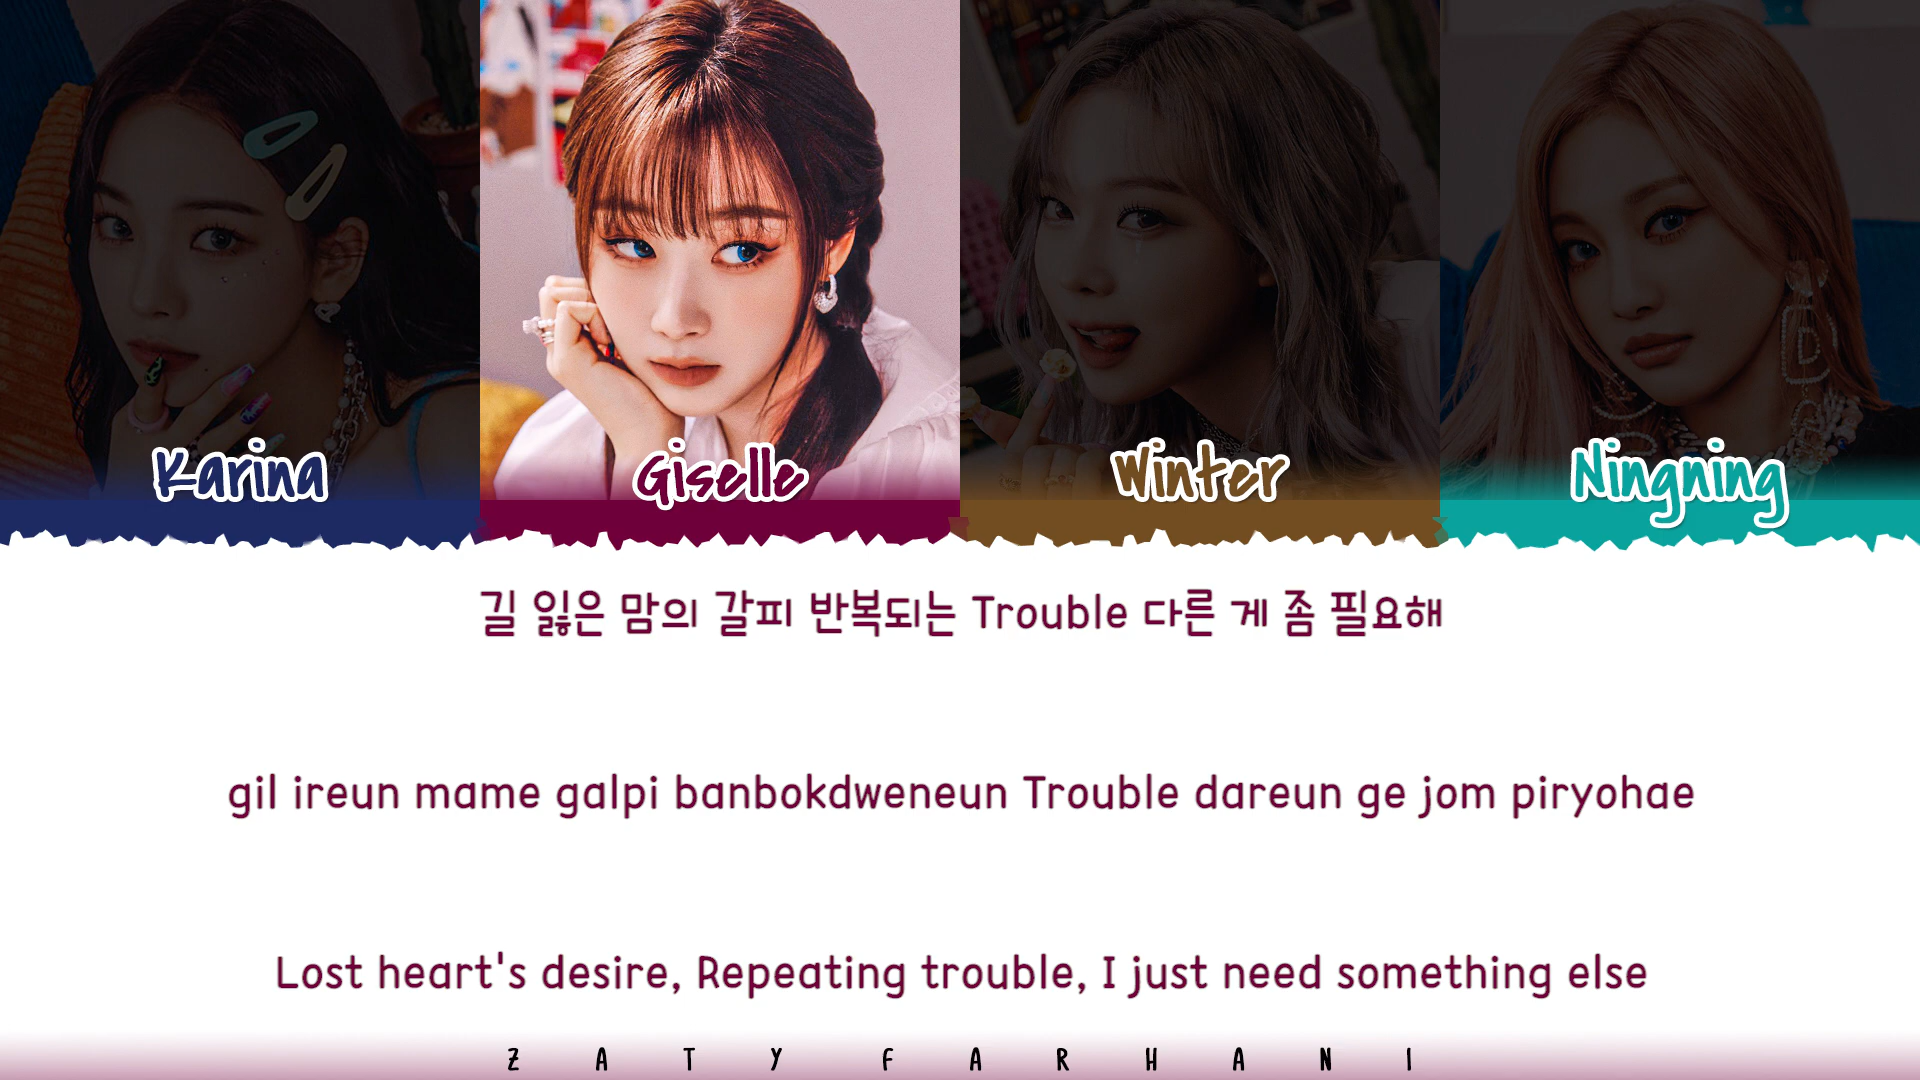 Karina
Giselle
Winter
Ningning
길 잃은 맘의 갈피 반복되는 Trouble 다른 게 좀 필요해
gil ireun mame galpi banbokdweneun Trouble dareun ge jom piryohae
Lost heart's desire, Repeating trouble, I just need something else
ZATY FARHANI